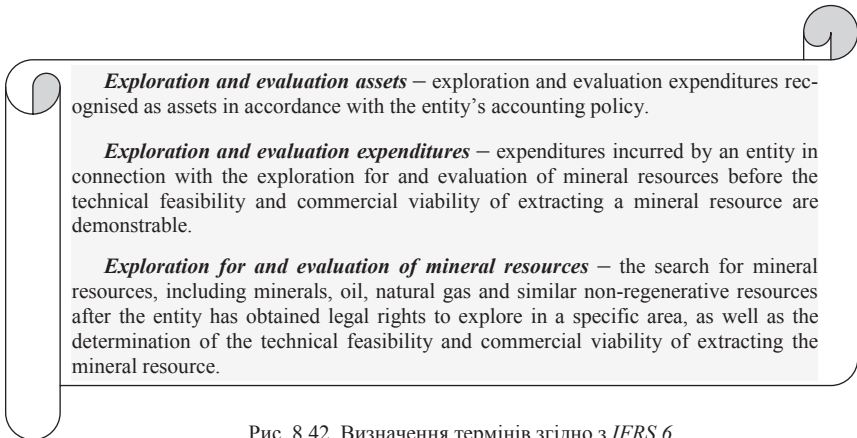 Exploration and evaluation assets – exploration and evaluation expenditures rec-
ognised as assets in accordance with the entity's accounting policy.
Exploration and evaluation expenditures – expenditures incurred by an entity in
connection with the exploration for and evaluation of mineral resources before the
technical feasibility and commercial viability of extracting a mineral resource are
demonstrable.
Exploration for and evaluation of mineral resources – the search for mineral
resources, including minerals, oil, natural gas and similar non-regenerative resources
after the entity has obtained legal rights to explore in a specific area, as well as the
determination of the technical feasibility and commercial viability of extracting the
mineral resource.
Рис. 8.42. Визначення термінів згідно з IFRS 6